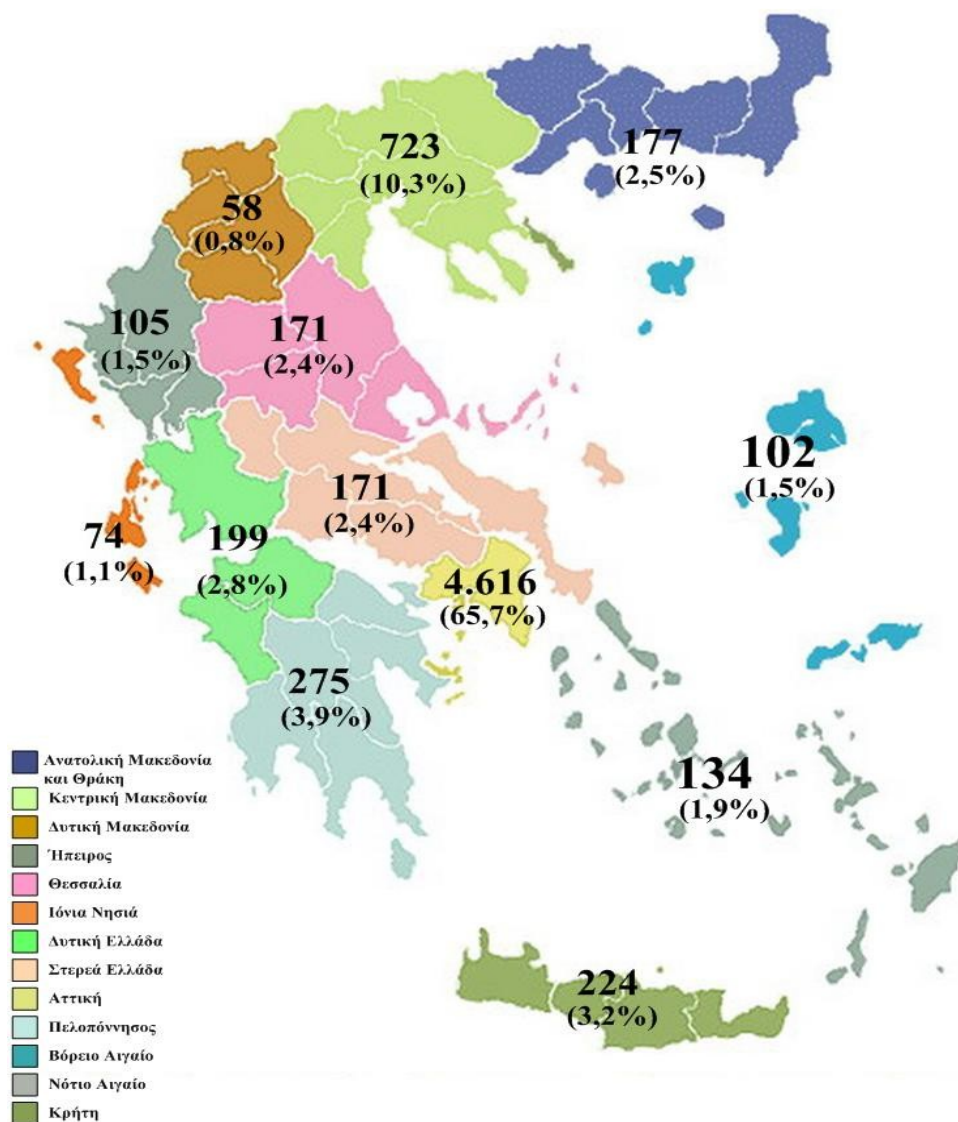 723
(10,3%)
177
(2,5%)
58
(0,8%)
105
(1,5%)
171
(2,4%)
102
(1,5%)
171
(2,4%)
74
(1,1%)
199
(2,8%)
4.616
(65,7%)
275
(3,9%)
134
(1,9%)
224
(3,2%)
Ανατολική Μακεδονία
και Θράκη
Κεντρική Μακεδονία
Δυτική Μακεδονία
Ήπειρος
Θεσσαλία
Ιόνια Νησιά
Δυτική Ελλάδα
Στερεά Ελλάδα
Αττική
Πελοπόννησος
Βόρειο Αιγαίο
Νότιο Αιγαίο
Κρήτη